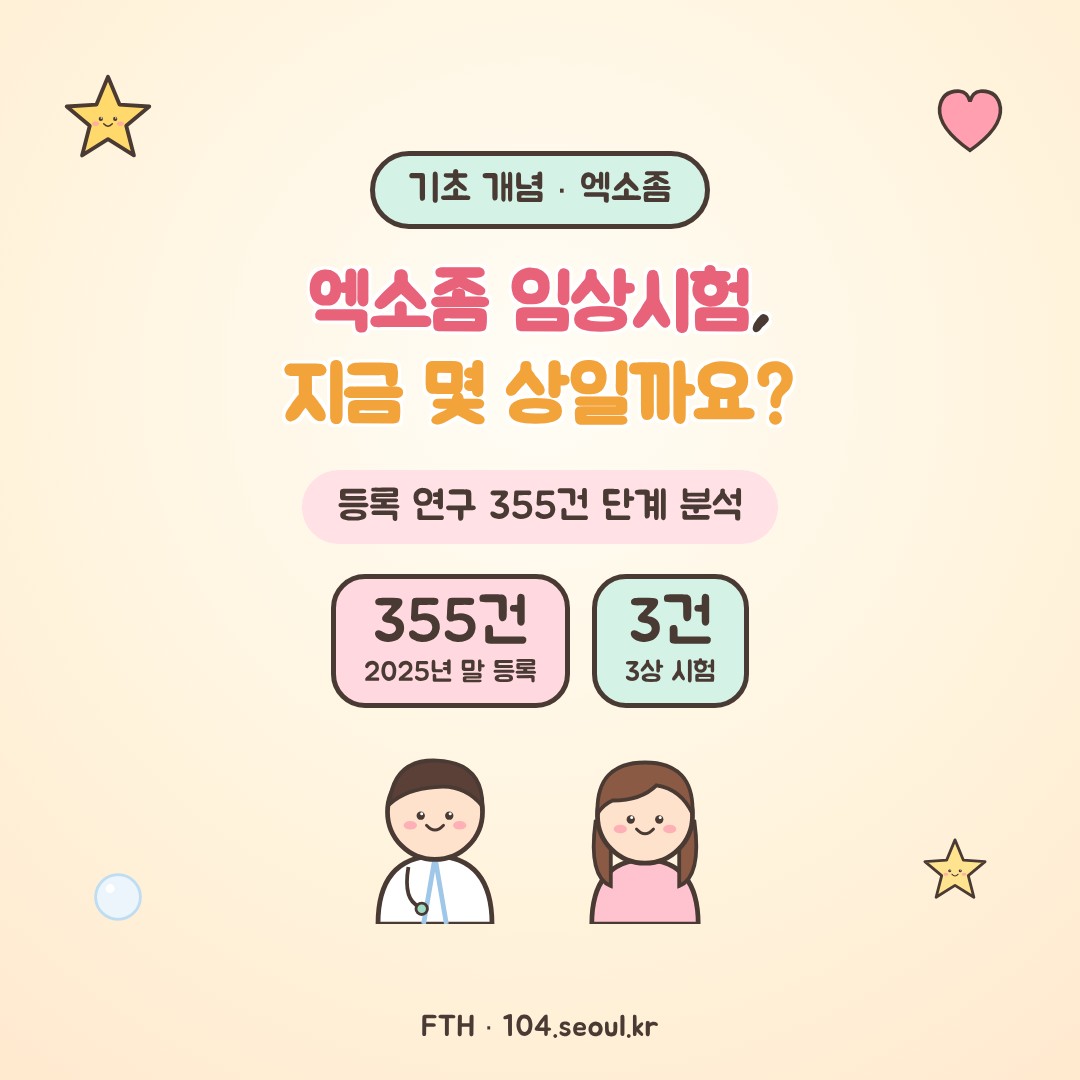 기초 개념 · 엑소좀
엑소좀 임상시험,
지금 몇 상일까요?
등록 연구 355건 단계 분석
355건
2025년 말 등록
3건
3상 시험
FTH · 104.seoul.kr